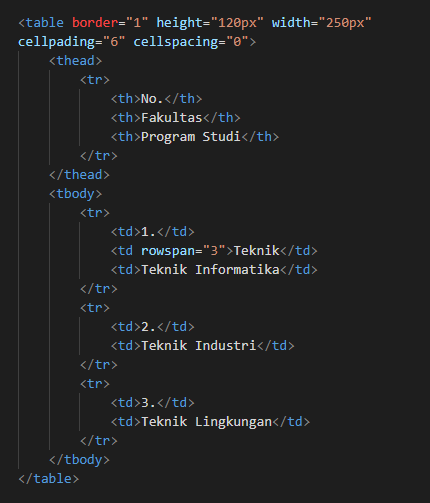 <table border="1" height="120px" width="250px"
cellpading="6" cellspacing="0">
    <thead>
        <tr>
            <th>No.</th>
            <th>Fakultas</th>
            <th>Program Studi</th>
        </tr>
    </thead>
    <tbody>
        <tr>
            <td>1.</td>
            <td rowspan="3">Teknik</td>
            <td>Teknik Informatika</td>
        </tr>
        <tr>
            <td>2.</td>
            <td>Teknik Industri</td>
        </tr>
        <tr>
            <td>3.</td>
            <td>Teknik Lingkungan</td>
        </tr>
    </tbody>
</table>